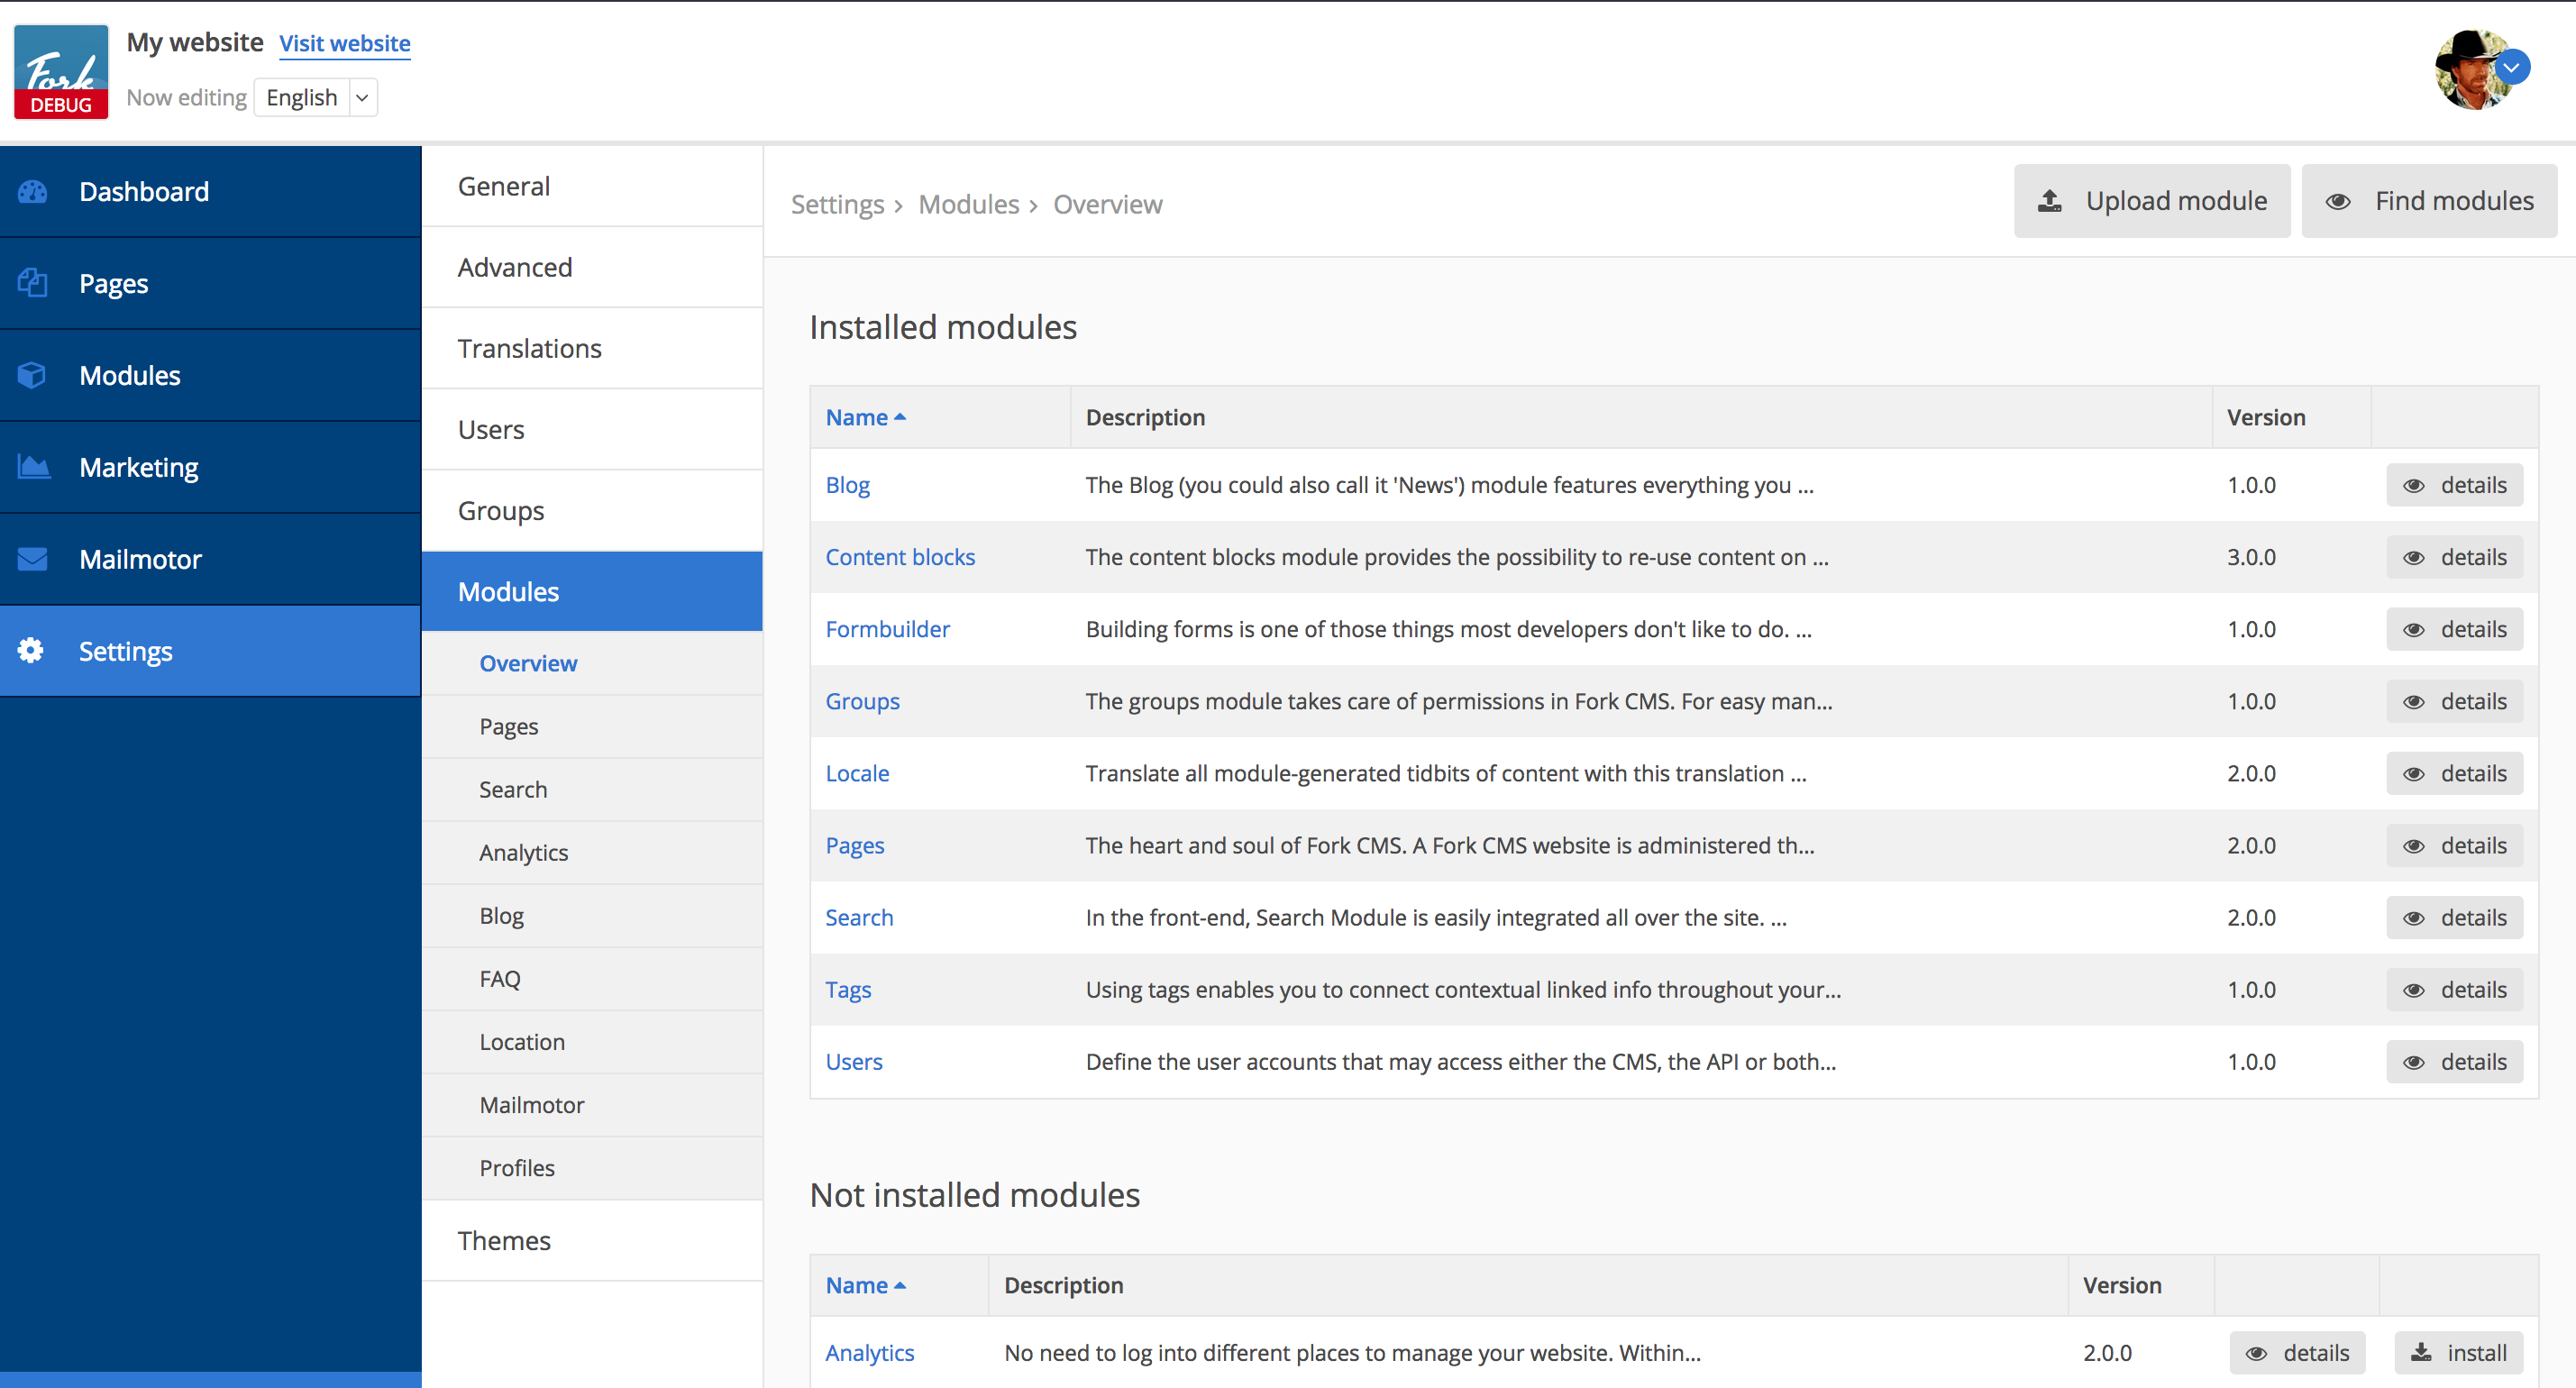 Fork
DEBUG
My website Visit website
Now editing English
Dashboard
Pages
Modules
Marketing
Mailmotor
Settings
General
Advanced
Translations
Users
Groups
Modules
Overview
Pages
Search
Analytics
Blog
FAQ
Location
Mailmotor
Profiles
Themes
Settings › Modules › Overview
Upload module Find modules
Installed modules
Name Description Version
Blog The Blog (you could also call it 'News') module features everything you ... 1.0.0 details
Content blocks The content blocks module provides the possibility to re-use content on ... 3.0.0 details
Formbuilder Building forms is one of those things most developers don't like to do. ... 1.0.0 details
Groups The groups module takes care of permissions in Fork CMS. For easy man... 1.0.0 details
Locale Translate all module-generated tidbits of content with this translation ... 2.0.0 details
Pages The heart and soul of Fork CMS. A Fork CMS website is administered th... 2.0.0 details
Search In the front-end, Search Module is easily integrated all over the site. ... 2.0.0 details
Tags Using tags enables you to connect contextual linked info throughout your... 1.0.0 details
Users Define the user accounts that may access either the CMS, the API or both... 1.0.0 details
Not installed modules
Name Description Version
Analytics No need to log into different places to manage your website. Within... 2.0.0 details install